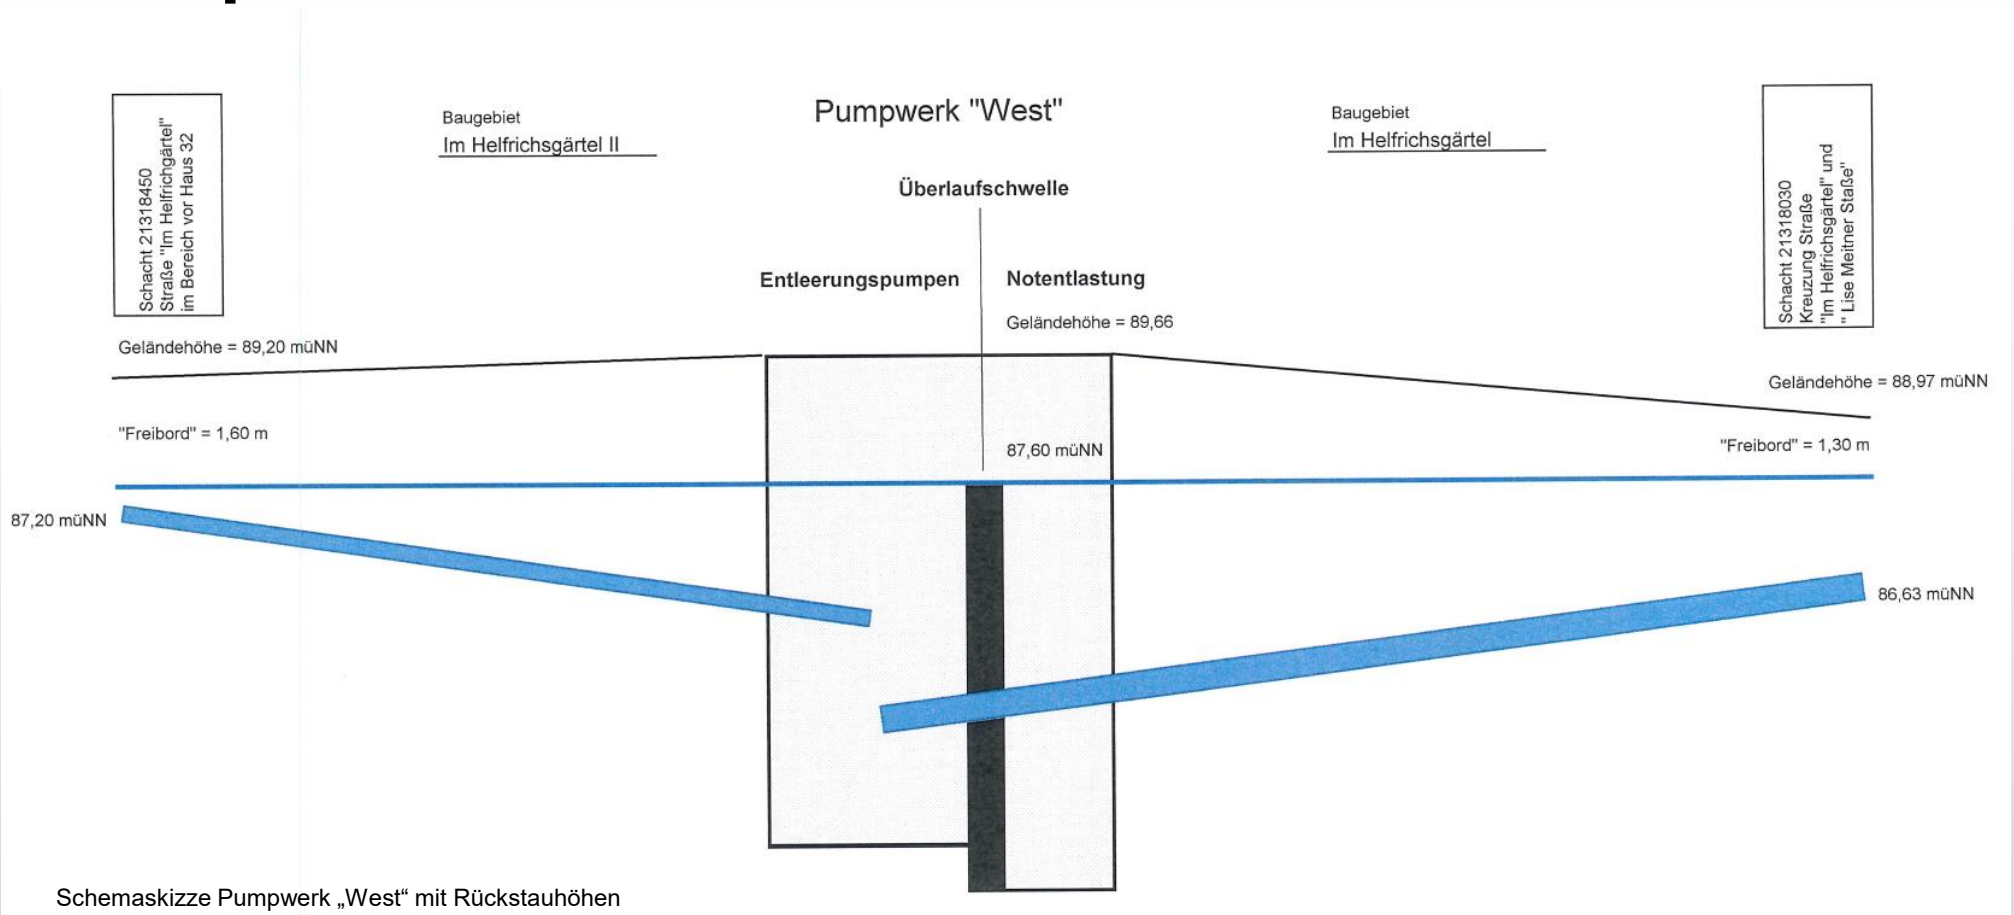 Pumpwerk "West"
Baugebiet
Im Helfrichsgärtel II
Baugebiet
Im Helfrichsgärtel
Schacht 21318450
Straße "Im Helfrichgärtel"
im Bereich vor Haus 32
Schacht 21318030
Kreuzung Straße
"Im Helfrichsgärtel" und
" Lise Meitner Staße"
Überlaufschwelle
Entleerungspumpen
Notentlastung
Geländehöhe = 89,66
Geländehöhe = 89,20 müNN
Geländehöhe = 88,97 müNN
"Freibord" = 1,60 m
87,60 müNN
"Freibord" = 1,30 m
87,20 müNN
86,63 müNN
Schemaskizze Pumpwerk „West“ mit Rückstauhöhen